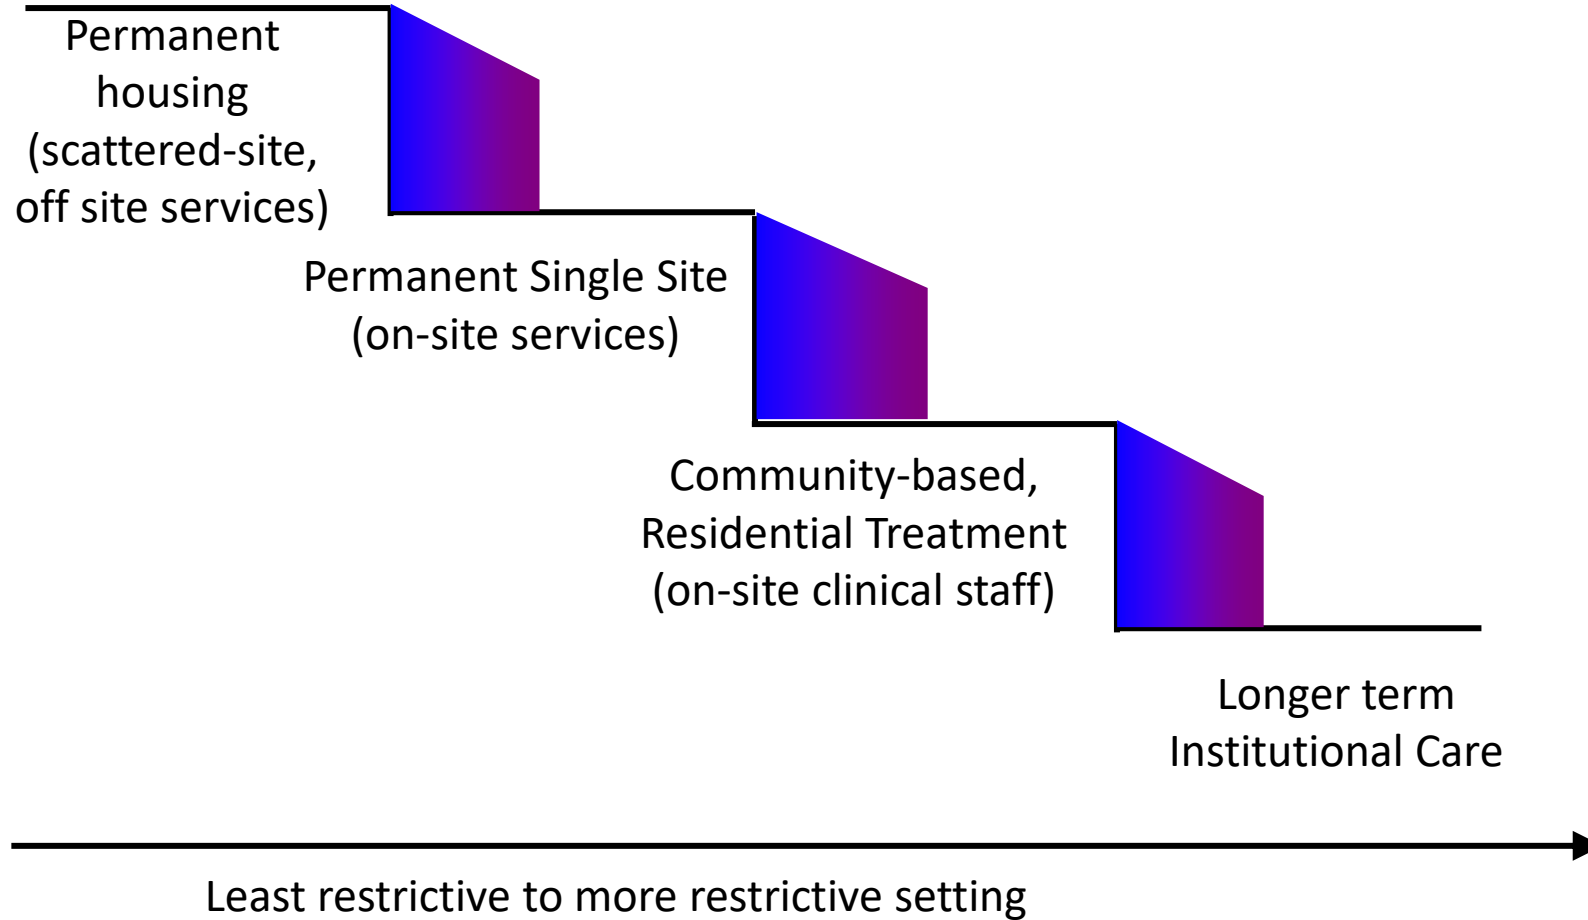 Permanent
housing
(scattered-site,
off site services)
Permanent Single Site
(on-site services)
Community-based,
Residential Treatment
(on-site clinical staff)
Longer term
Institutional Care
Least restrictive to more restrictive setting